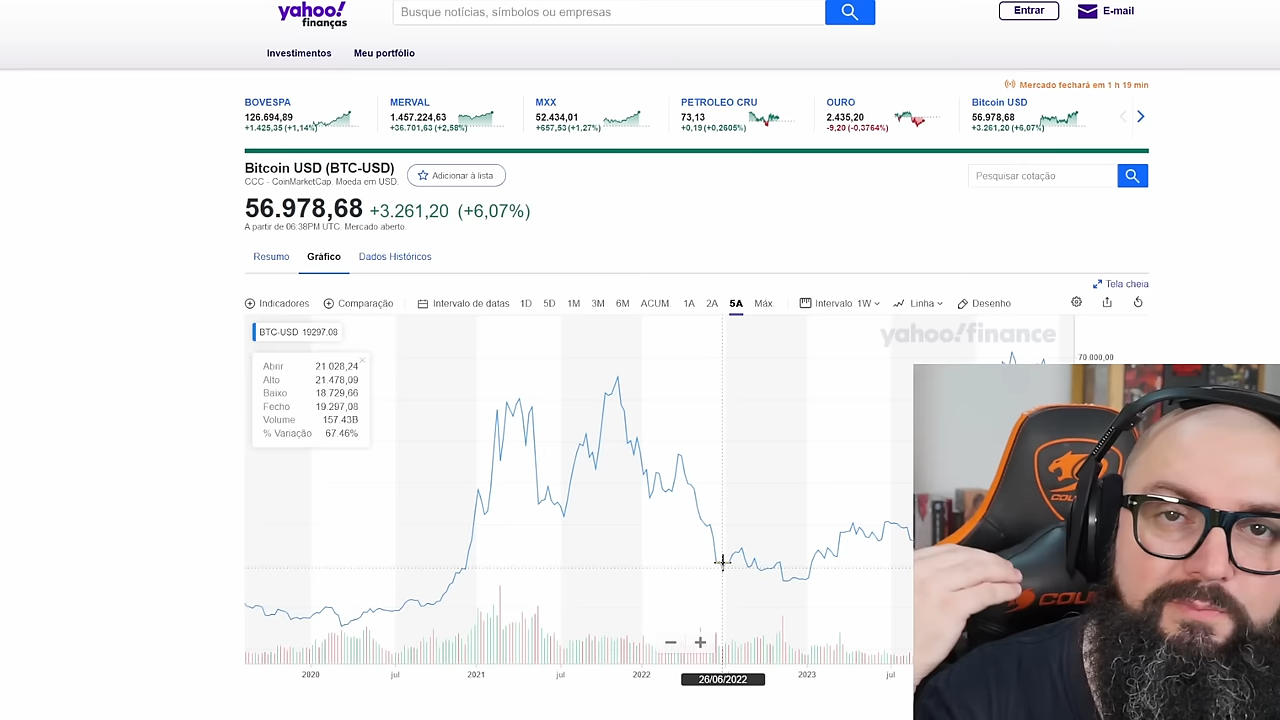 yahoo!
finanças
Busque notícias, símbolos ou empresas
Entrar
E-mail
Investimentos
Meu portfólio
Mercado fechará em 1 h 19 min
BOVESPA
126.694,89
+1.425,35 (+1,14%)
MERVAL
1.457.224,63
+36.701,63 (+2,58%)
MXX
52.434,01
+657,53 (+1,27%)
PETROLEO CRU
73,13
+0,19 (+0,2605%)
OURO
2.435,20
-9,20 (-0,3764%)
Bitcoin USD
56.978,68
+3.261,20 (+6,07%)
Bitcoin USD (BTC-USD)
Adicionar à lista
CCC - CoinMarketCap. Moeda em USD.
Pesquisar cotação
56.978,68 +3.261,20 (+6,07%)
A partir de 06:38PM UTC. Mercado aberto.
Resumo
Gráfico
Dados Históricos
Tela cheia
Indicadores
Comparação
Intervalo de datas
1D
5D
1M
3M
6M
ACUM.
1A
2A
5A
Máx.
Intervalo 1W
Linha
Desenho
BTC-USD 19297.08
yahoo!finance
70 000,00
Abrir 21 028,24
Alto 21 478,09
Baixo 18 729,66
Fecho 19 297,08
Volume 157.43B
% Variação 67.46%
2020
jul
2021
jul
2022
26/06/2022
2023
jul
COU
COU